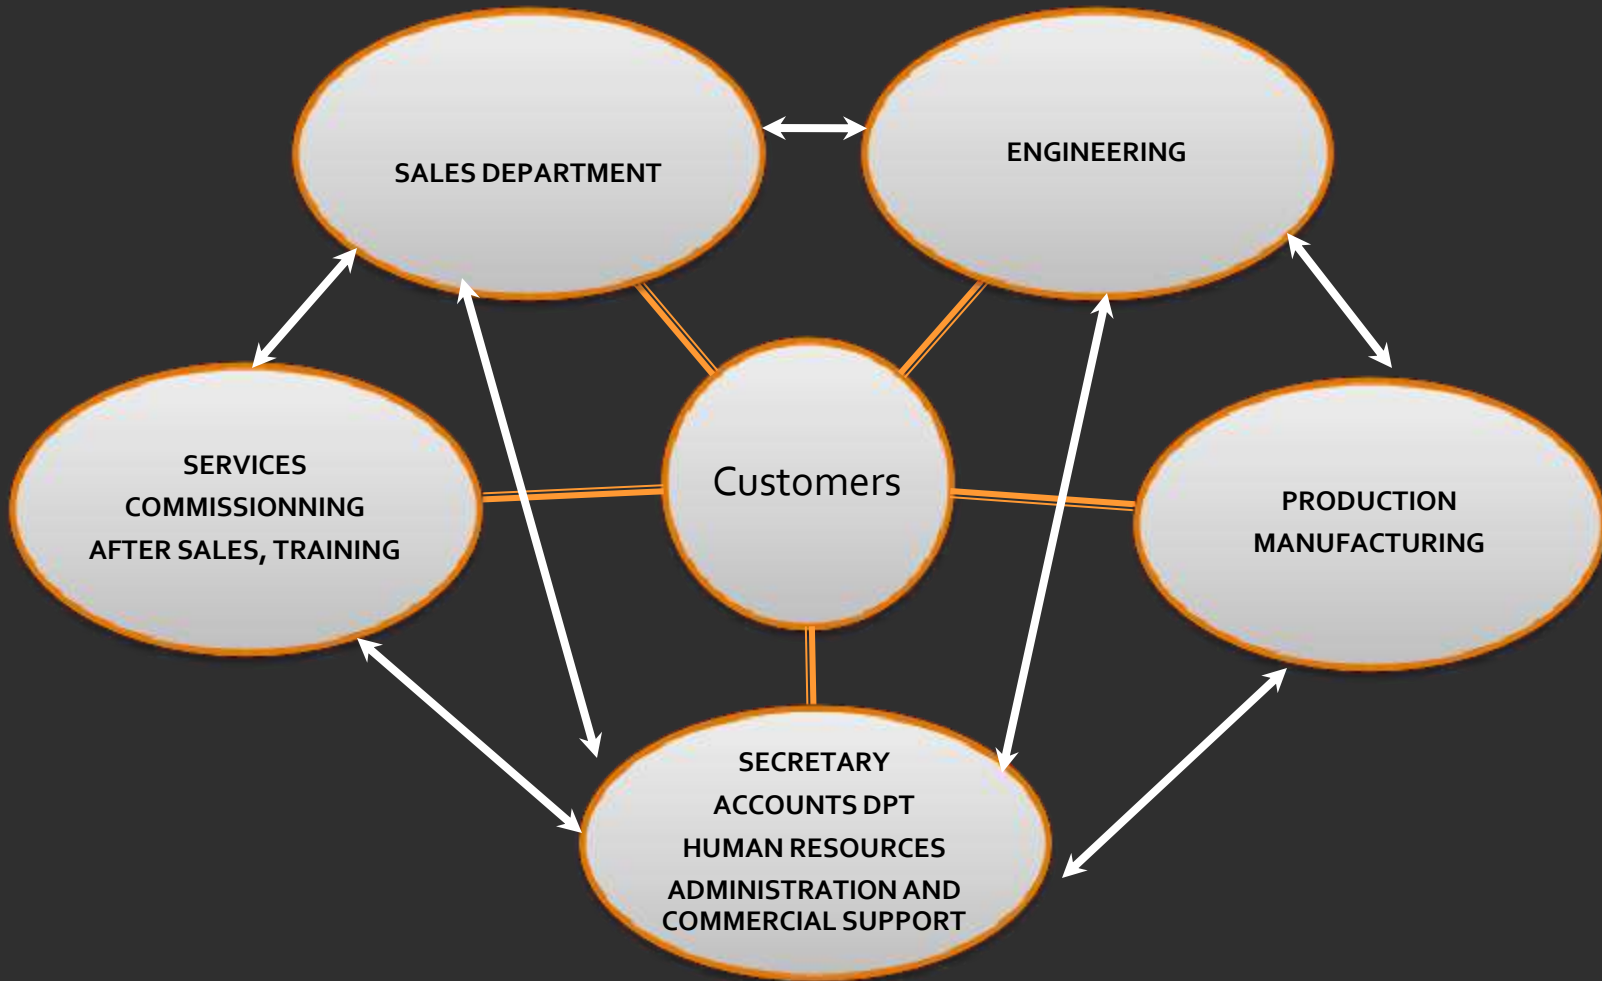 SALES DEPARTMENT
ENGINEERING
SERVICES
COMMISSIONNING
AFTER SALES, TRAINING
Customers
PRODUCTION
MANUFACTURING
SECRETARY
ACCOUNTS DPT
HUMAN RESOURCES
ADMINISTRATION AND
COMMERCIAL SUPPORT